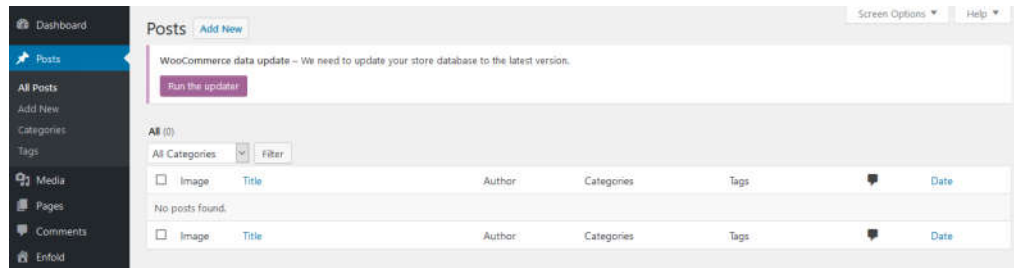 Dashboard
Posts
All Posts
Add New
Categories
Tags
Media
Pages
Comments
Enfold
Screen Options ▼ Help ▼
Posts Add New
WooCommerce data update – We need to update your store database to the latest version.
Run the updater
All (0)
All Categories Filter
Image Title Author Categories Tags Date
No posts found.
Image Title Author Categories Tags Date